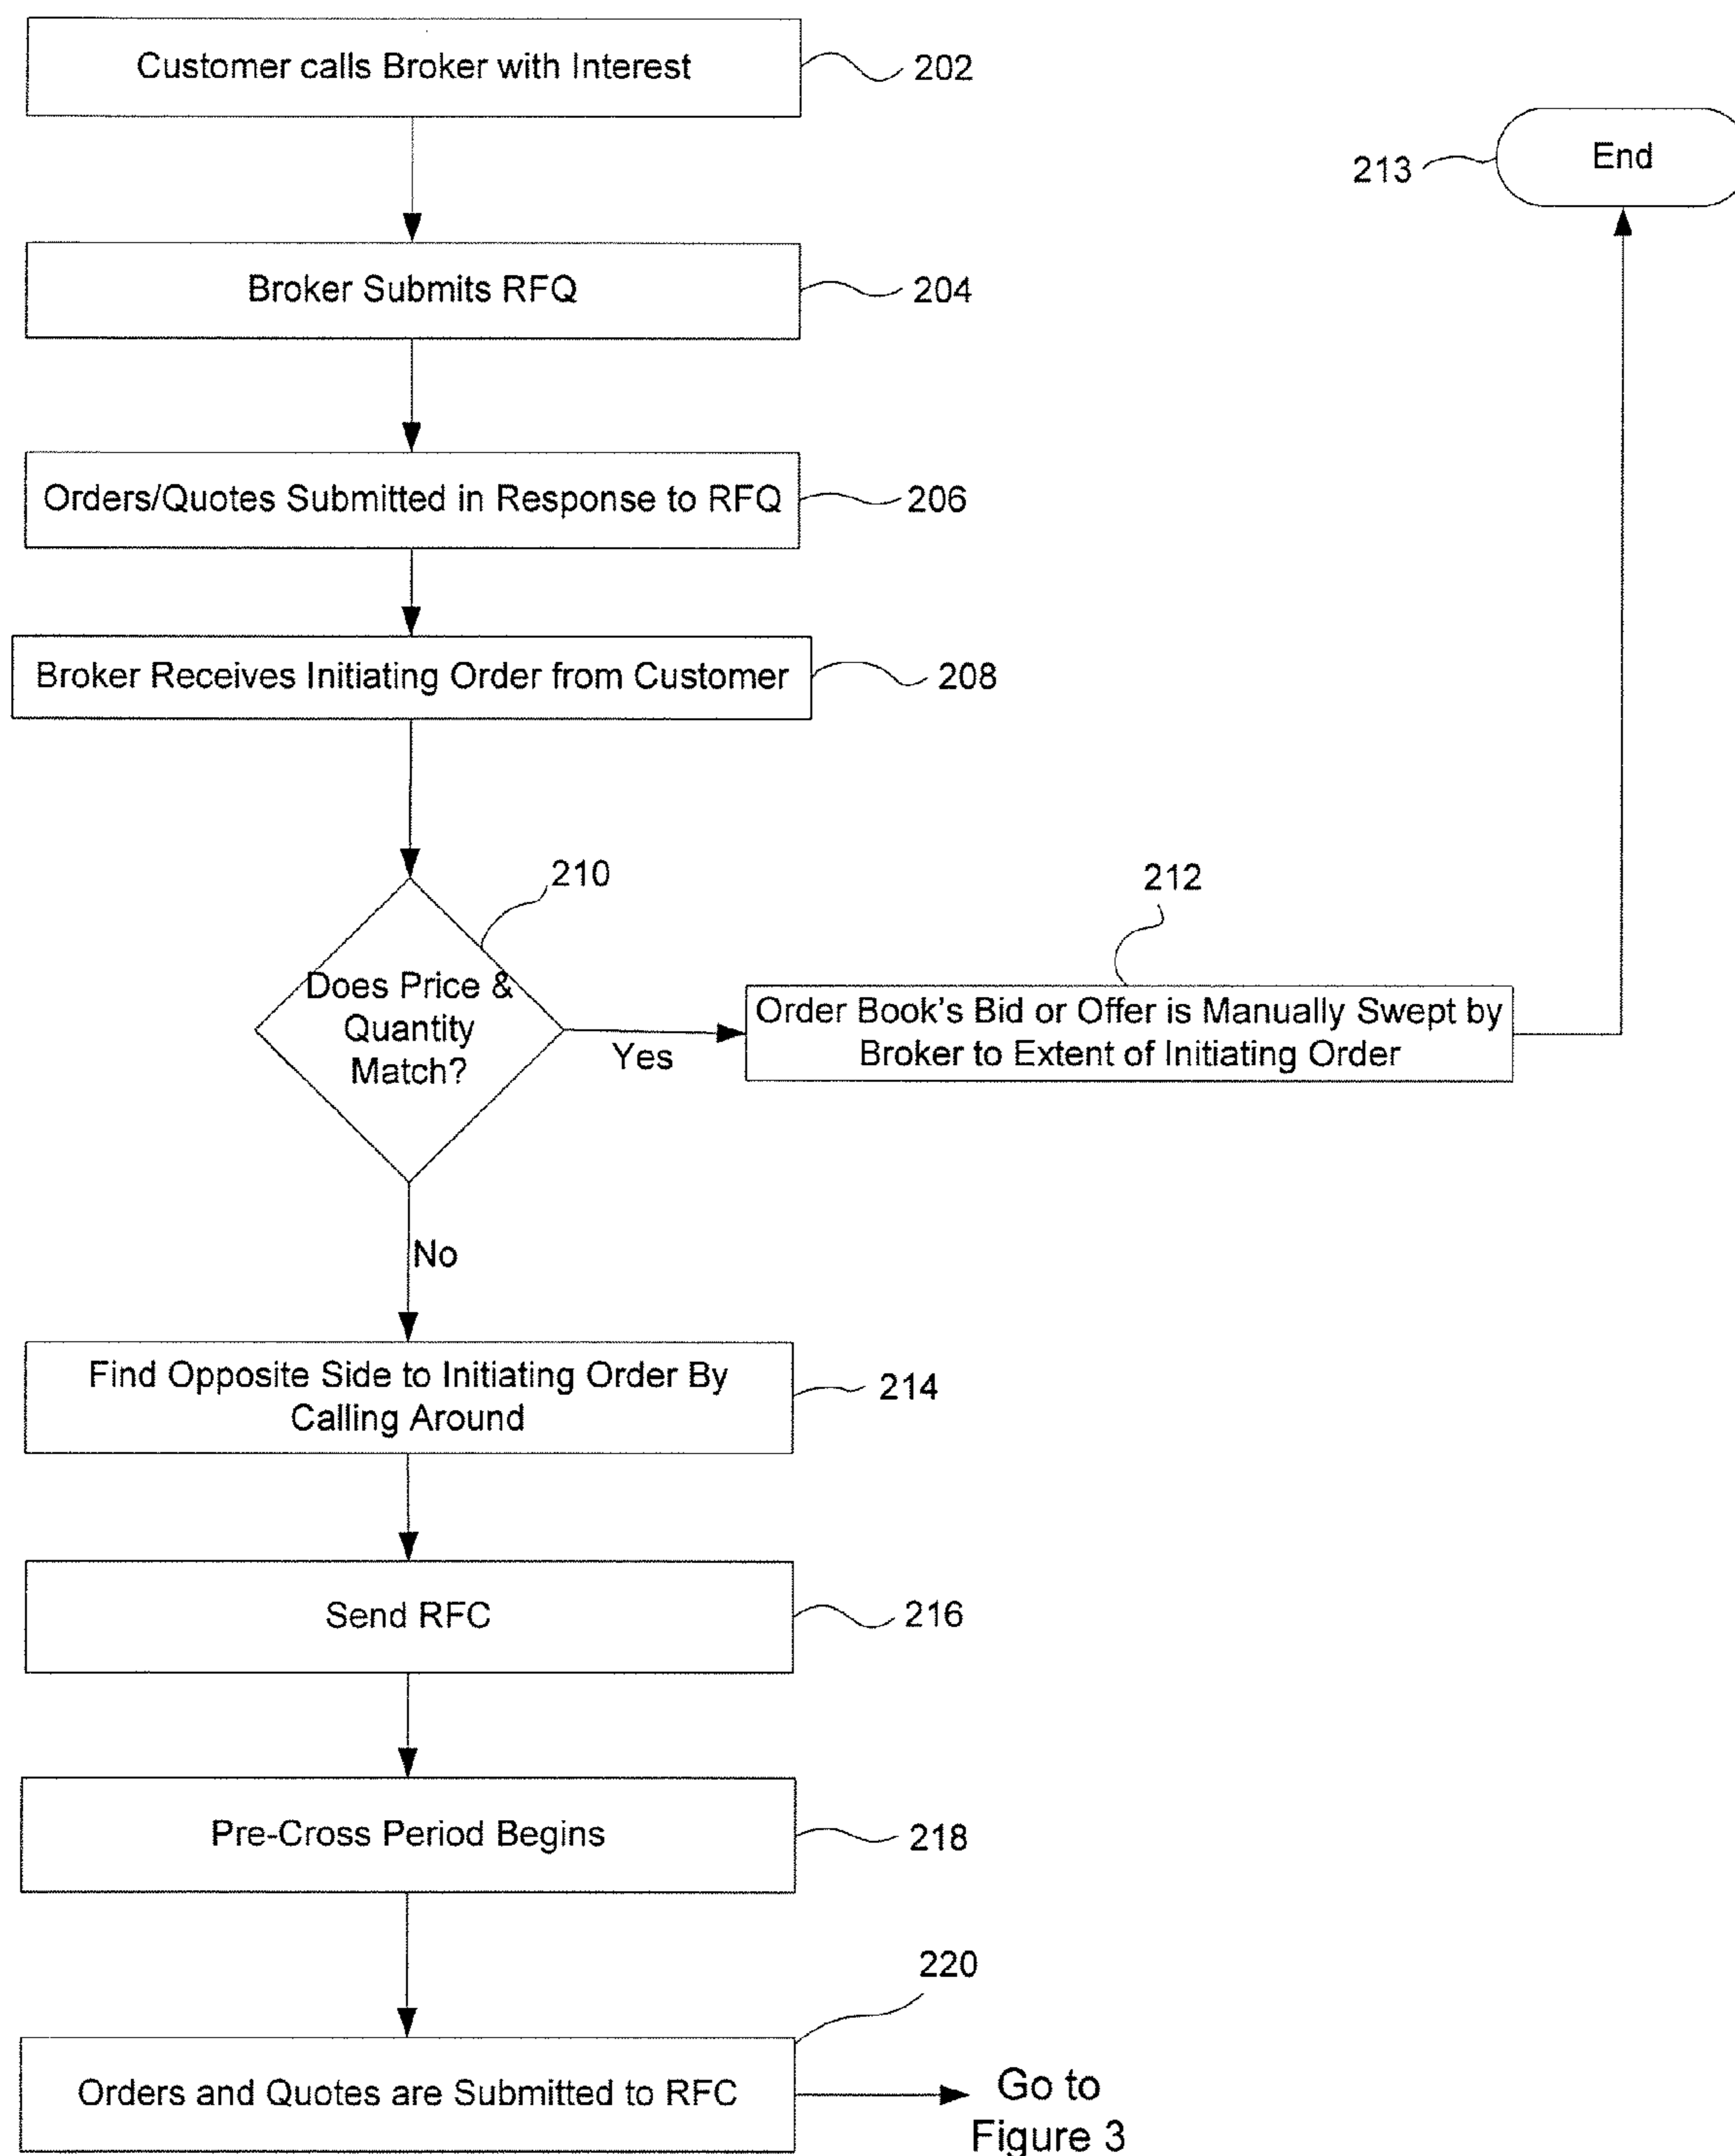 Customer calls Broker with Interest
202
End
213
Broker Submits RFQ
204
Orders/Quotes Submitted in Response to RFQ
206
Broker Receives Initiating Order from Customer
208
210
Does Price &
Quantity
Match?
Yes
212
Order Book's Bid or Offer is Manually Swept by
Broker to Extent of Initiating Order
No
Find Opposite Side to Initiating Order By
Calling Around
214
Send RFC
216
Pre-Cross Period Begins
218
220
Orders and Quotes are Submitted to RFC
Go to
Figure 3